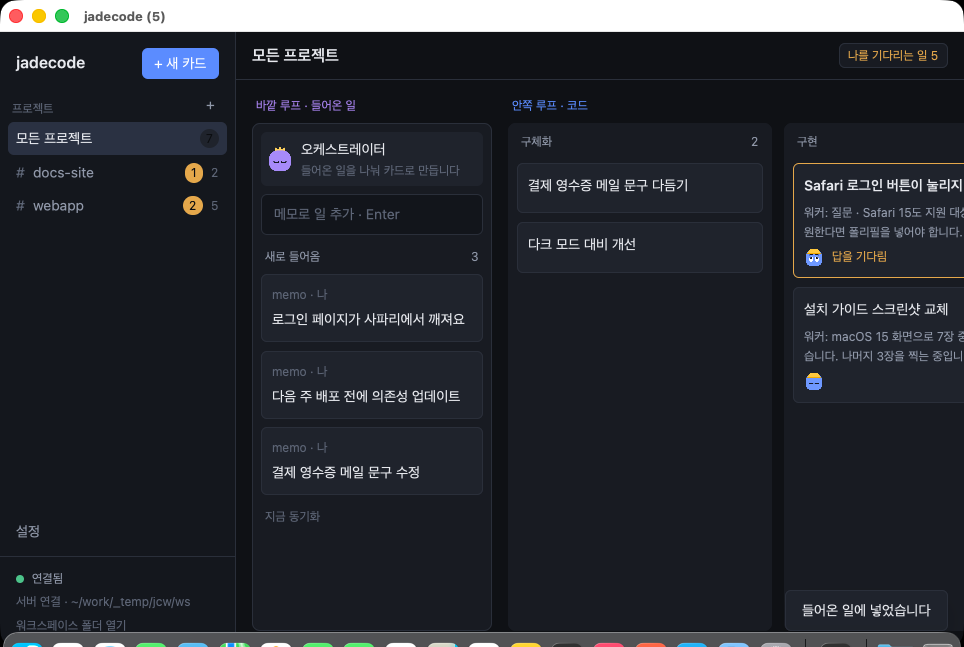 jadecode (5)
jadecode
+ 새 카드
프로젝트
+
모든 프로젝트 7
# docs-site 1 2
# webapp 2 5
설정
연결됨
서버 연결 · ~/work/_temp/jcw/ws
워크스페이스 폴더 열기
모든 프로젝트
나를 기다리는 일 5
바깥 루프 · 들어온 일
오케스트레이터
들어온 일을 나눠 카드로 만듭니다
메모로 일 추가 · Enter
새로 들어옴 3
memo · 나
로그인 페이지가 사파리에서 깨져요
memo · 나
다음 주 배포 전에 의존성 업데이트
memo · 나
결제 영수증 메일 문구 수정
지금 동기화
안쪽 루프 · 코드
구체화 2
결제 영수증 메일 문구 다듬기
다크 모드 대비 개선
구현
Safari 로그인 버튼이 눌리지
워커: 질문 · Safari 15도 지원 대상
원한다면 폴리필을 넣어야 합니다.
답을 기다림
설치 가이드 스크린샷 교체
워커: macOS 15 화면으로 7장 중
습니다. 나머지 3장을 찍는 중입니
들어온 일에 넣었습니다